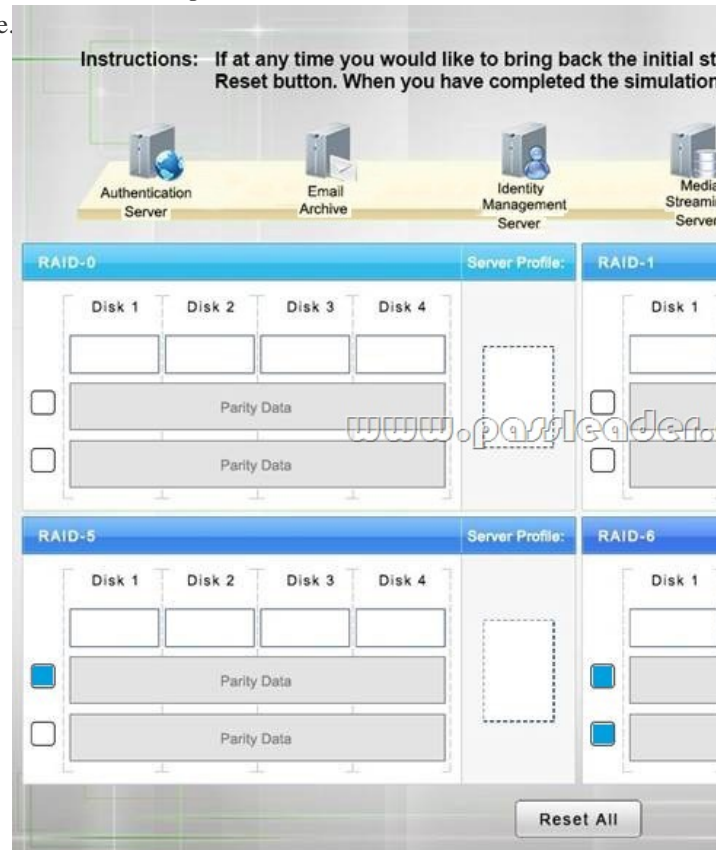 e.
Instructions: If at any time you would like to bring back the initial st
Reset button. When you have completed the simulation
Authentication
Server
Email
Archive
Identity
Management
Server
Media
Streami
Server
RAID-0 Server Profile: RAID-1
Disk 1 Disk 2 Disk 3 Disk 4 Disk 1
Parity Data
www.passleader.
Parity Data
RAID-5 Server Profile: RAID-6
Disk 1 Disk 2 Disk 3 Disk 4 Disk 1
Parity Data
Parity Data
Reset All